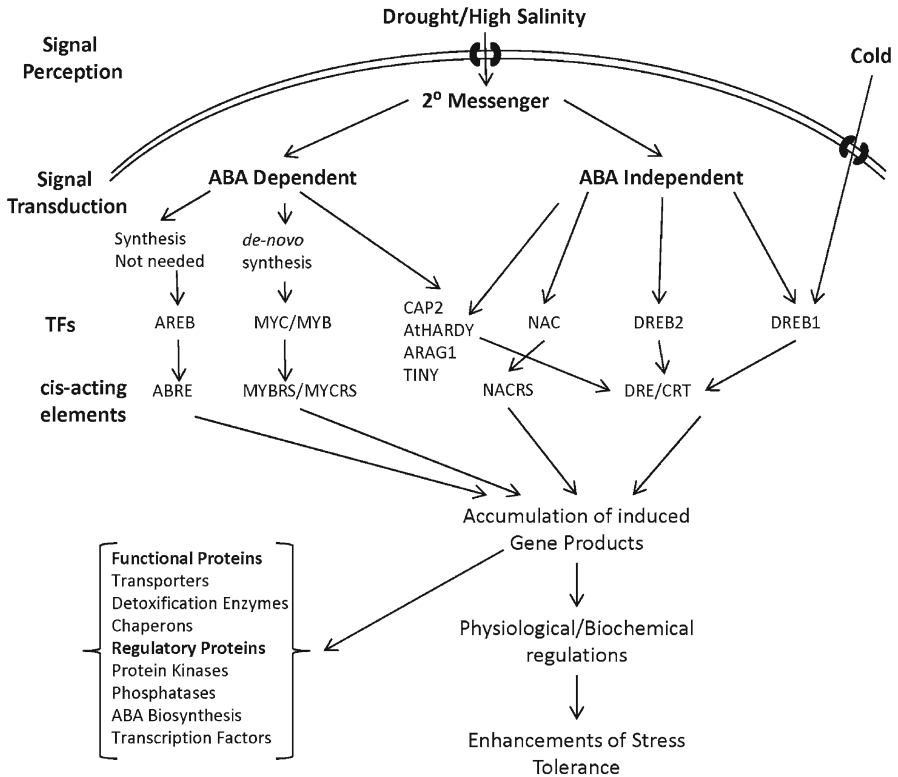 Drought/High Salinity
Signal
Perception
Cold
2º Messenger
Signal
Transduction
ABA Dependent
ABA Independent
Synthesis
Not needed
de-novo
synthesis
TFs
AREB
MYC/MYB
CAP2
AtHARDY
ARAG1
TINY
NAC
DREB2
DREB1
cis-acting
elements
ABRE
MYBRS/MYCRS
NACRS
DRE/CRT
Accumulation of induced
Gene Products
Functional Proteins
Transporters
Detoxification Enzymes
Chaperons
Regulatory Proteins
Protein Kinases
Phosphatases
ABA Biosynthesis
Transcription Factors
Physiological/Biochemical
regulations
Enhancements of Stress
Tolerance